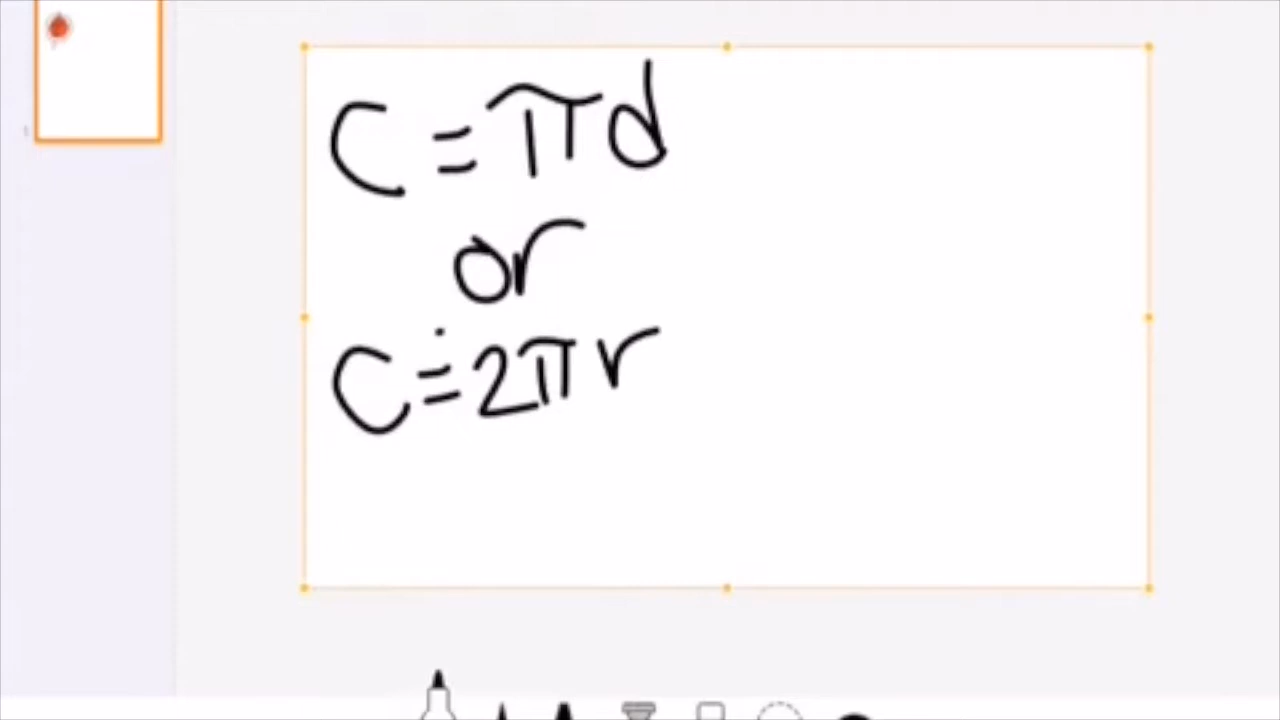 C = πd
or
C = 2πr